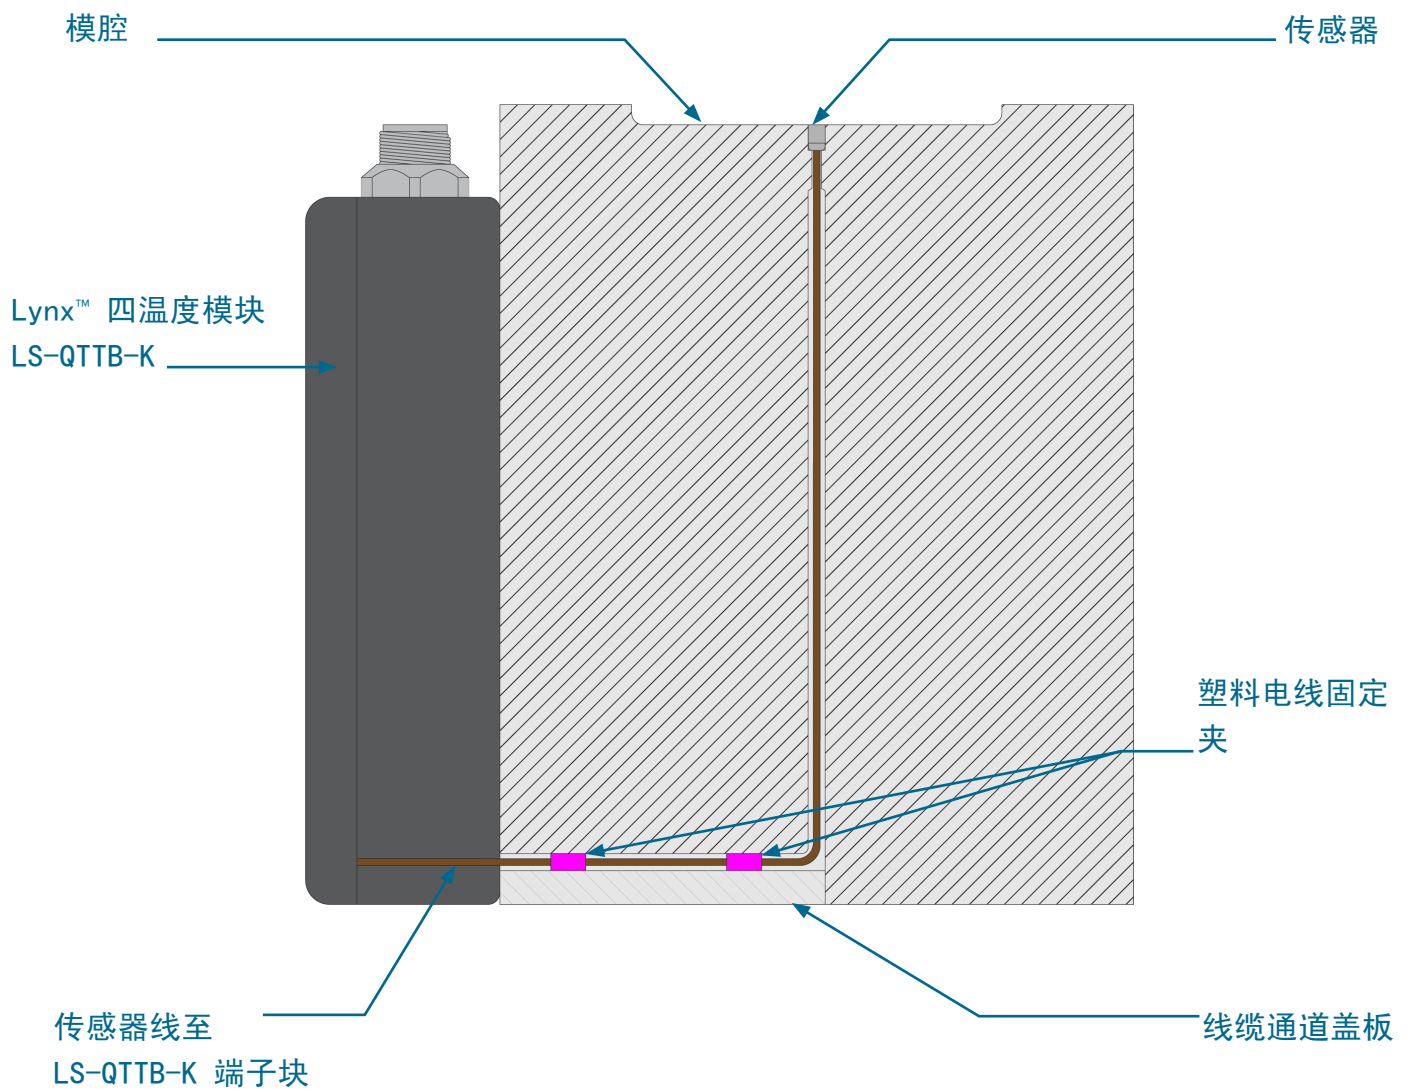 模腔
传感器
Lynx™ 四温度模块
LS-QTTB-K
塑料电线固定
夹
传感器线至
LS-QTTB-K 端子块
线缆通道盖板